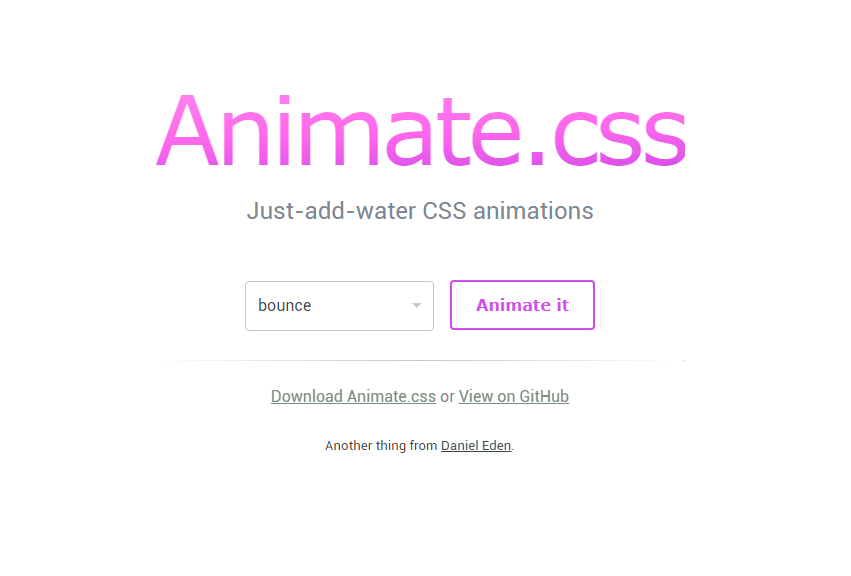 Animate.css
Just-add-water CSS animations
bounce Animate it
Download Animate.css or View on GitHub
Another thing from Daniel Eden.